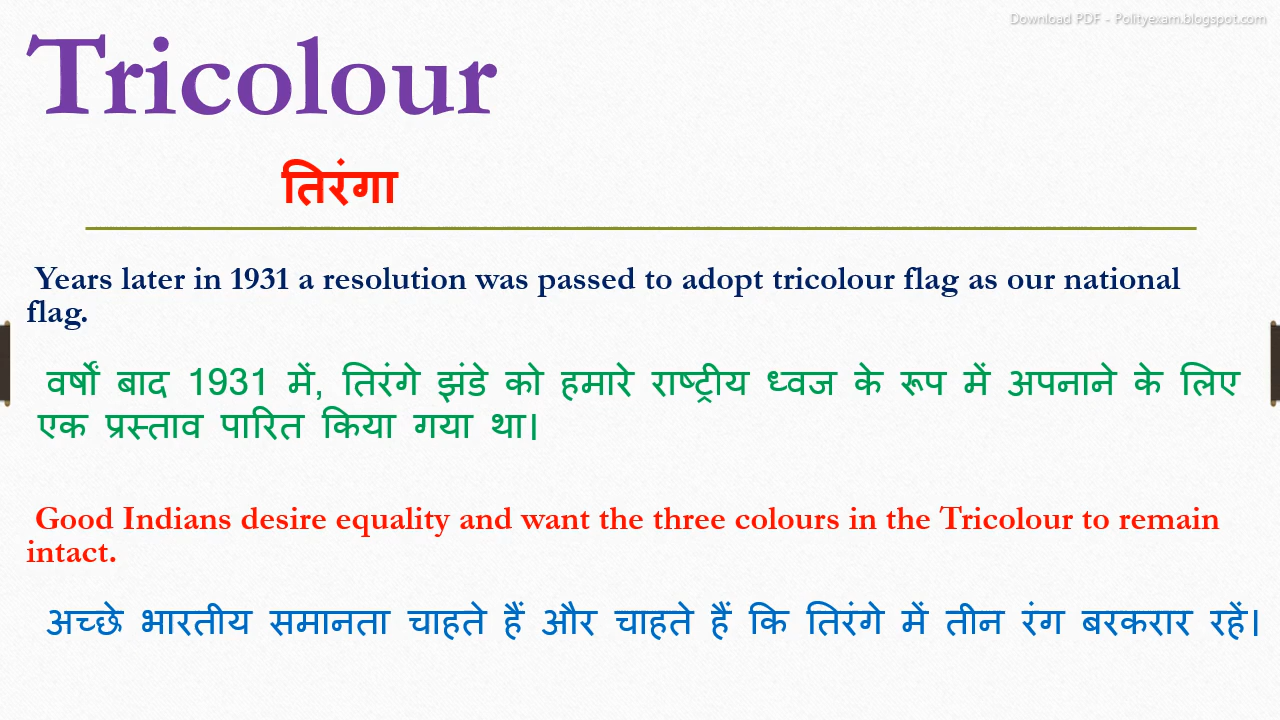 Download PDF - Polityexam.blogspot.com
Tricolour
तिरंगा
Years later in 1931 a resolution was passed to adopt tricolour flag as our national
flag.
वर्षों बाद 1931 में, तिरंगे झंडे को हमारे राष्ट्रीय ध्वज के रूप में अपनाने के लिए
एक प्रस्ताव पारित किया गया था।
Good Indians desire equality and want the three colours in the Tricolour to remain
intact.
अच्छे भारतीय समानता चाहते हैं और चाहते हैं कि तिरंगे में तीन रंग बरकरार रहें।